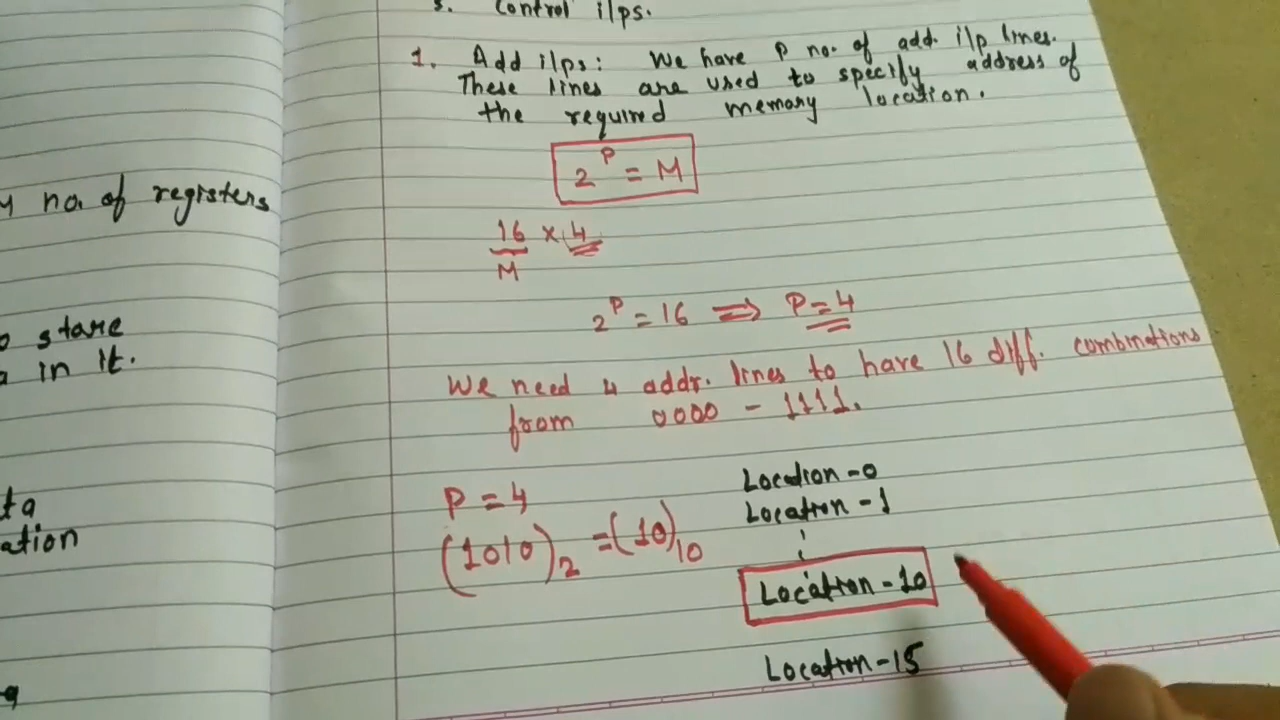 no. of registers
stare
in it.
ta
ation
3. Control i/ps.
1. Add i/ps: We have P no. of add. i/p lines.
These lines are used to specify address of
the required memory location.
2^P = M
16 × 4
M
2^P = 16 ⟹ P = 4
We need 4 addr. lines to have 16 diff. combinations
from 0000 - 1111.
P = 4
(1010)₂ = (10)₁₀
Location - 0
Location - 1
Location - 10
Location - 15